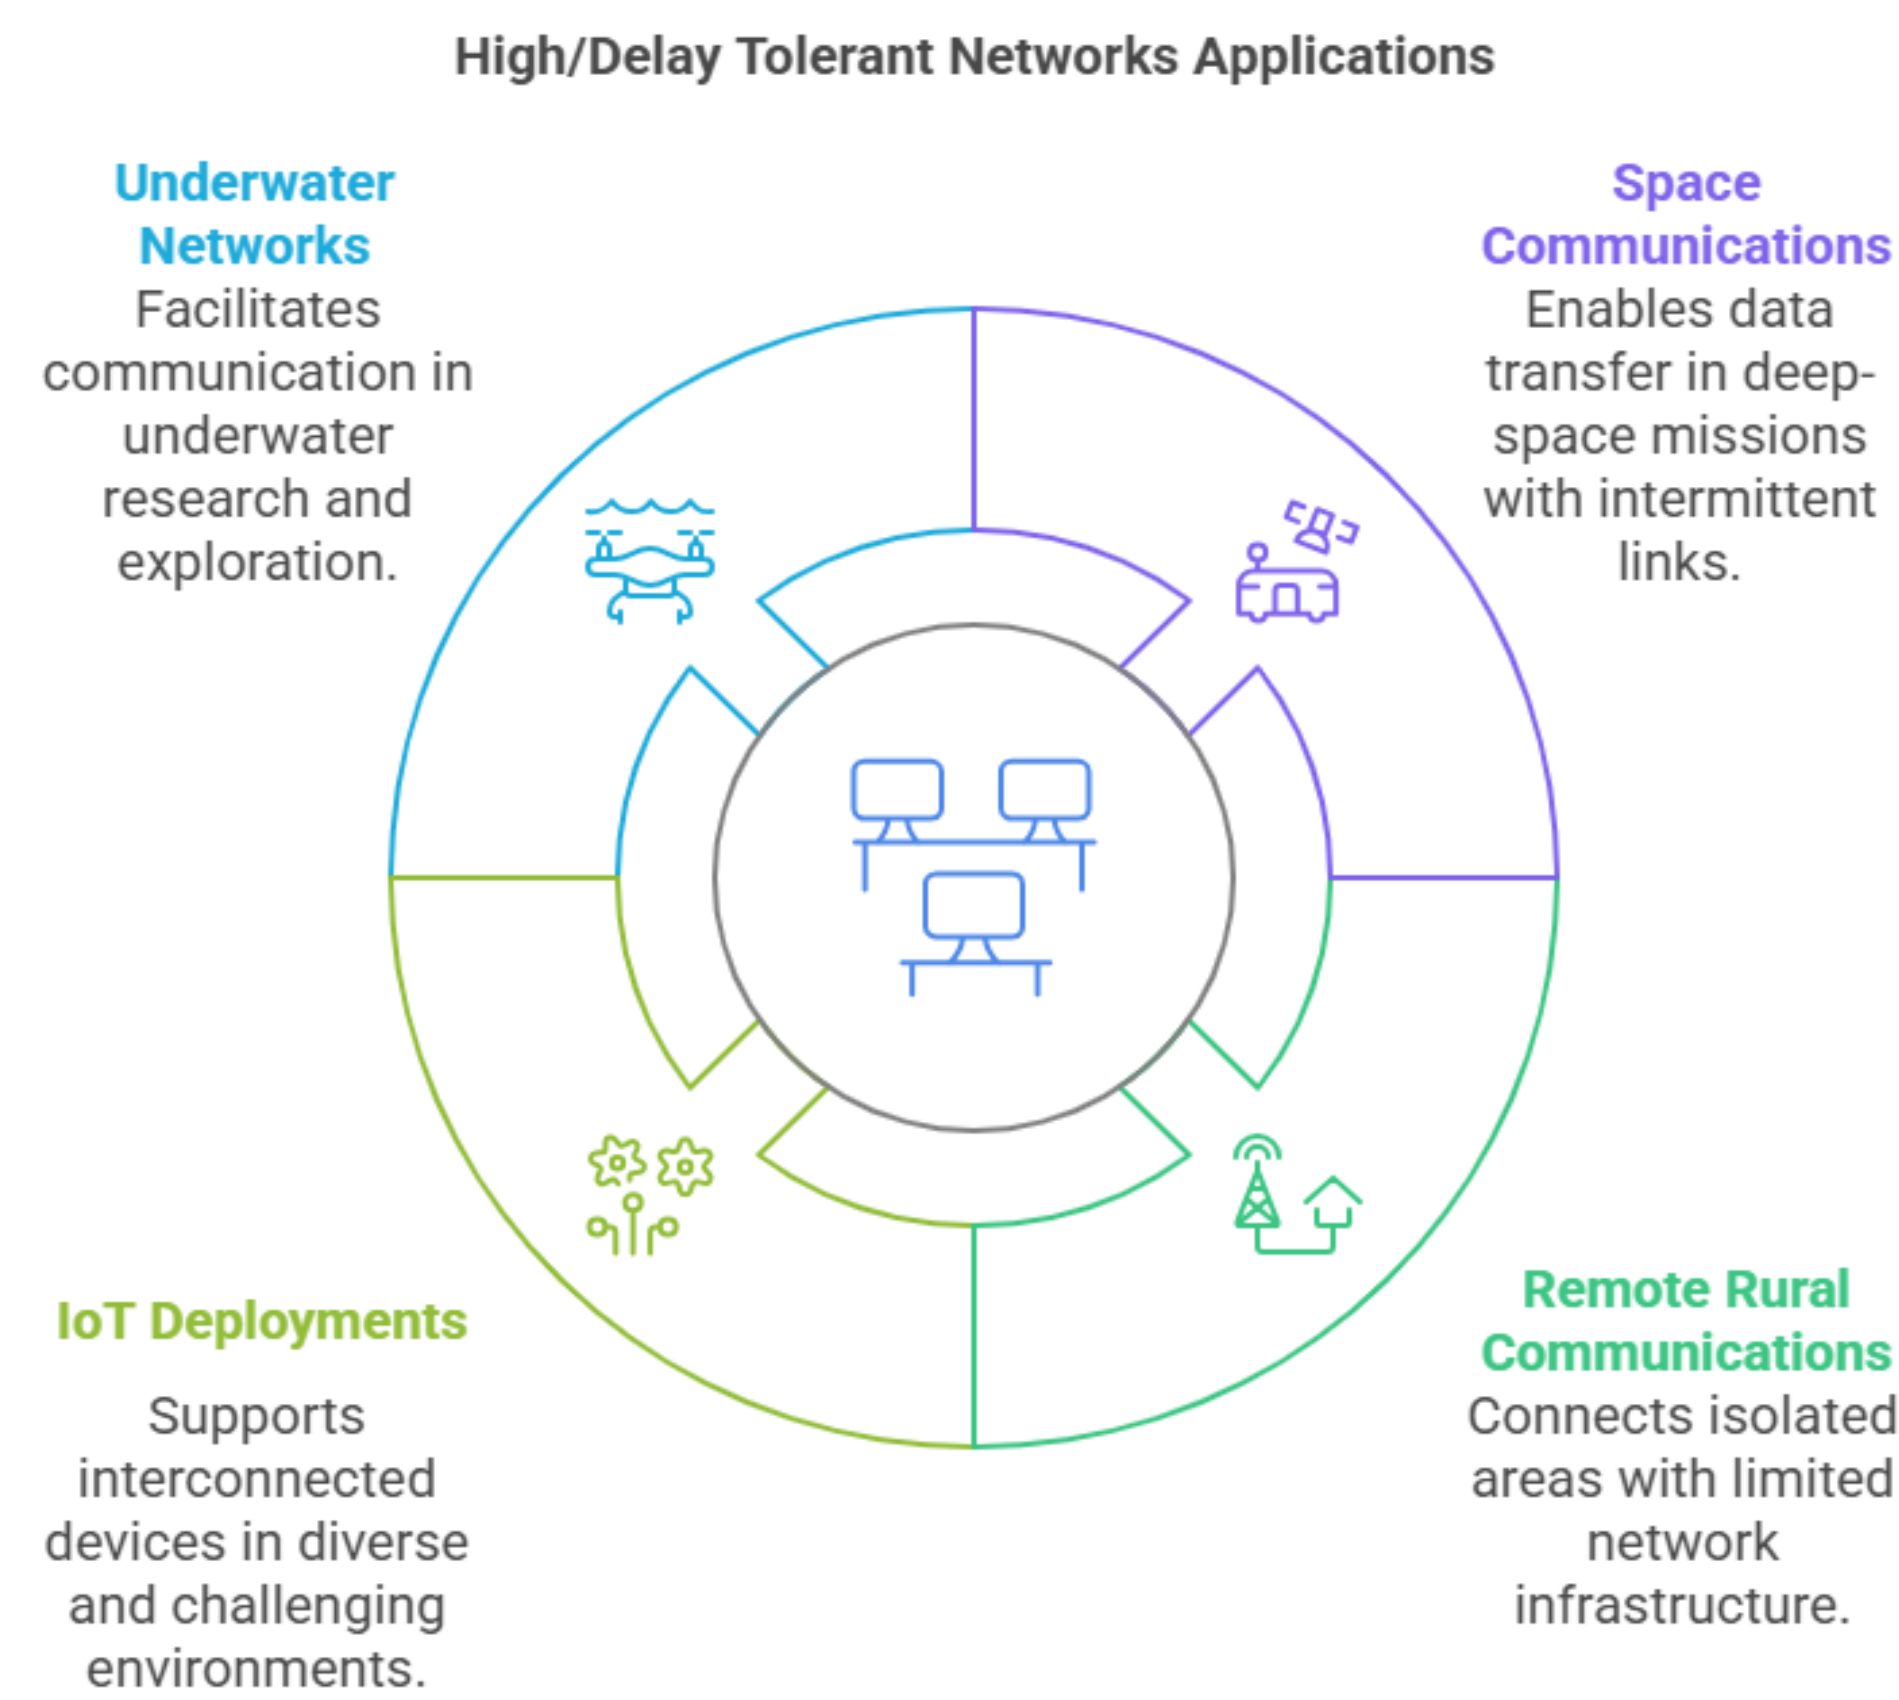 High/Delay Tolerant Networks Applications
Underwater
Networks
Facilitates
communication in
underwater
research and
exploration.
Space
Communications
Enables data
transfer in deep-
space missions
with intermittent
links.
IoT Deployments
Supports
interconnected
devices in diverse
and challenging
environments.
Remote Rural
Communications
Connects isolated
areas with limited
network
infrastructure.